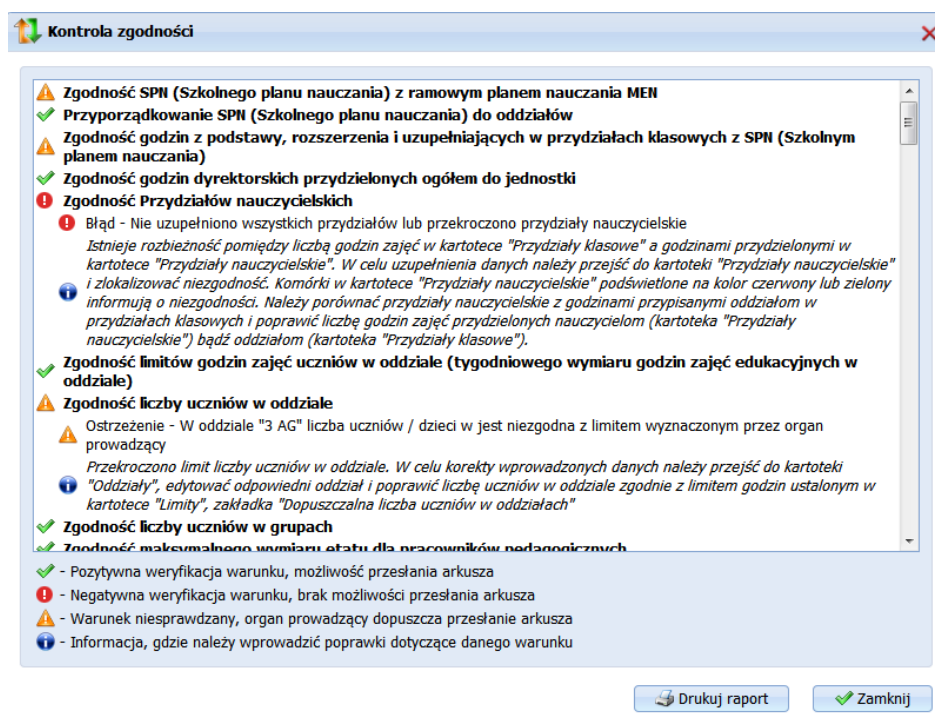 Kontrola zgodności
Zgodność SPN (Szkolnego planu nauczania) z ramowym planem nauczania MEN
Przyporządkowanie SPN (Szkolnego planu nauczania) do oddziałów
Zgodność godzin z podstawy, rozszerzenia i uzupełniających w przydziałach klasowych z SPN (Szkolnym
planem nauczania)
Zgodność godzin dyrektorskich przydzielonych ogółem do jednostki
Zgodność Przydziałów nauczycielskich
Błąd - Nie uzupełniono wszystkich przydziałów lub przekroczono przydziały nauczycielskie
Istnieje rozbieżność pomiędzy liczbą godzin zajęć w kartotece "Przydziały klasowe" a godzinami przydzielonymi w
kartotece "Przydziały nauczycielskie". W celu uzupełnienia danych należy przejść do kartoteki "Przydziały nauczycielskie"
i zlokalizować niezgodność. Komórki w kartotece "Przydziały nauczycielskie" podświetlone na kolor czerwony lub zielony
informują o niezgodności. Należy porównać przydziały nauczycielskie z godzinami przypisanymi oddziałom w
przydziałach klasowych i poprawić liczbę godzin zajęć przydzielonych nauczycielom (kartoteka "Przydziały
nauczycielskie") bądź oddziałom (kartoteka "Przydziały klasowe").
Zgodność limitów godzin zajęć uczniów w oddziale (tygodniowego wymiaru godzin zajęć edukacyjnych w
oddziale)
Zgodność liczby uczniów w oddziale
Ostrzeżenie - W oddziale "3 AG" liczba uczniów / dzieci w jest niezgodna z limitem wyznaczonym przez organ
prowadzący
Przekroczono limit liczby uczniów w oddziale. W celu korekty wprowadzonych danych należy przejść do kartoteki
"Oddziały", edytować odpowiedni oddział i poprawić liczbę uczniów w oddziale zgodnie z limitem godzin ustalonym w
kartotece "Limity", zakładka "Dopuszczalna liczba uczniów w oddziałach"
Zgodność liczby uczniów w grupach
Zgodność maksymalnego wymiaru etatu dla pracowników pedagogicznych
- Pozytywna weryfikacja warunku, możliwość przesłania arkusza
- Negatywna weryfikacja warunku, brak możliwości przesłania arkusza
- Warunek niesprawdzany, organ prowadzący dopuszcza przesłanie arkusza
- Informacja, gdzie należy wprowadzić poprawki dotyczące danego warunku
Drukuj raport Zamknij